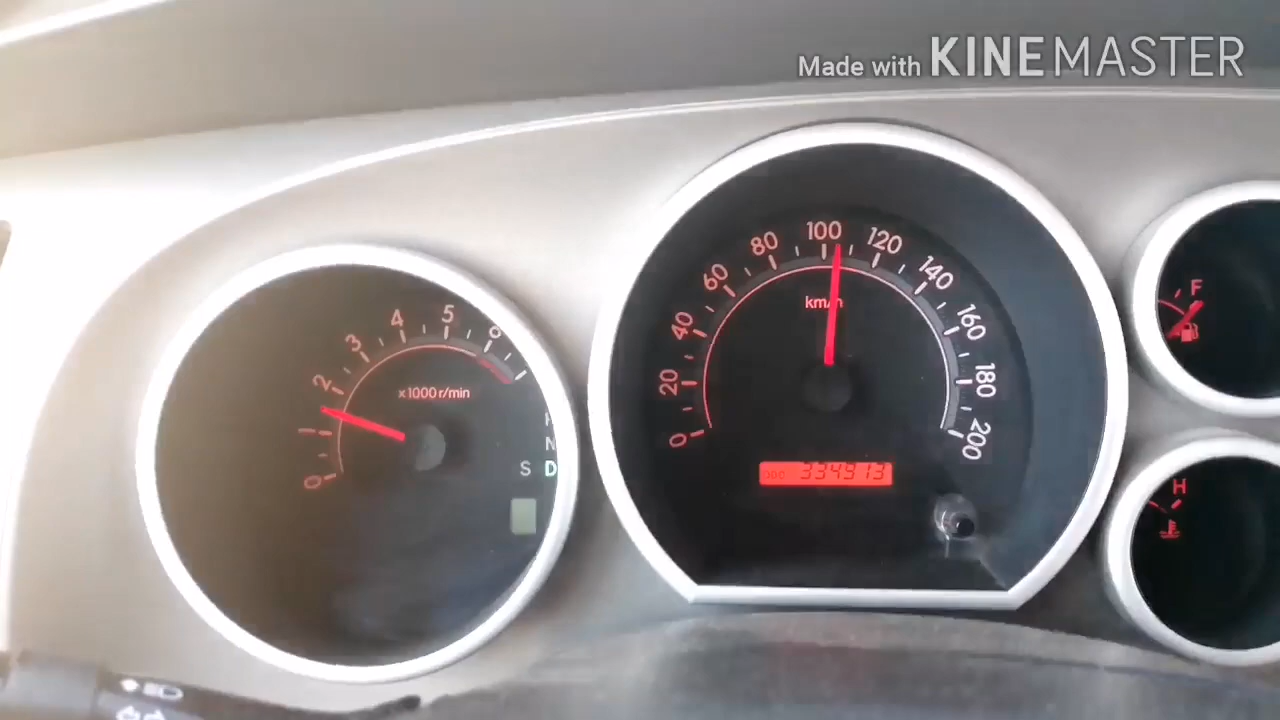 Made with KINEMASTER
0 20 40 60 80 100 120 140 160 180 200
km/h
ODO 334913
0 2 3 4 5 6
x1000 r/min
N
S D
F
H